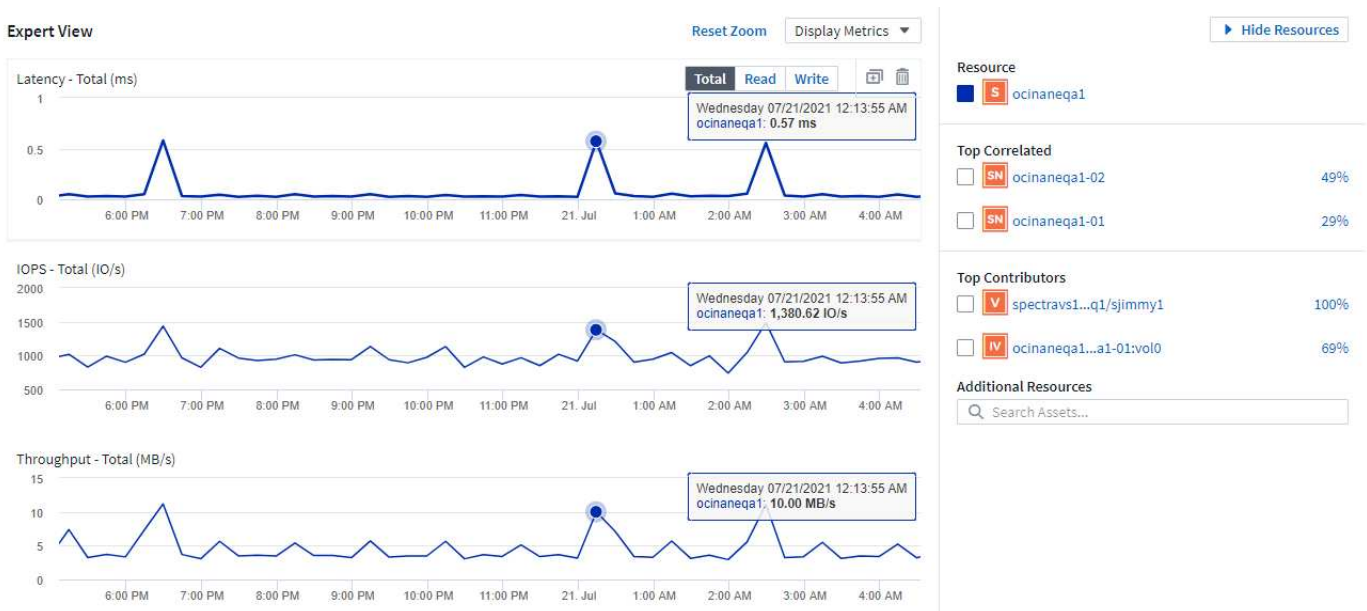 Expert View
Reset Zoom
Display Metrics
Hide Resources
Latency - Total (ms)
Total Read Write
Wednesday 07/21/2021 12:13:55 AM
ocinaneqa1: 0.57 ms
1
0.5
0
6:00 PM 7:00 PM 8:00 PM 9:00 PM 10:00 PM 11:00 PM 21. Jul 1:00 AM 2:00 AM 3:00 AM 4:00 AM
IOPS - Total (IO/s)
Wednesday 07/21/2021 12:13:55 AM
ocinaneqa1: 1,380.62 IO/s
2000
1500
1000
500
6:00 PM 7:00 PM 8:00 PM 9:00 PM 10:00 PM 11:00 PM 21. Jul 1:00 AM 2:00 AM 3:00 AM 4:00 AM
Throughput - Total (MB/s)
Wednesday 07/21/2021 12:13:55 AM
ocinaneqa1: 10.00 MB/s
15
10
5
0
6:00 PM 7:00 PM 8:00 PM 9:00 PM 10:00 PM 11:00 PM 21. Jul 1:00 AM 2:00 AM 3:00 AM 4:00 AM
Resource
S ocinaneqa1
Top Correlated
SN ocinaneqa1-02 49%
SN ocinaneqa1-01 29%
Top Contributors
V spectravs1...q1/sjimmy1 100%
IV ocinaneqa1...a1-01:vol0 69%
Additional Resources
Search Assets...